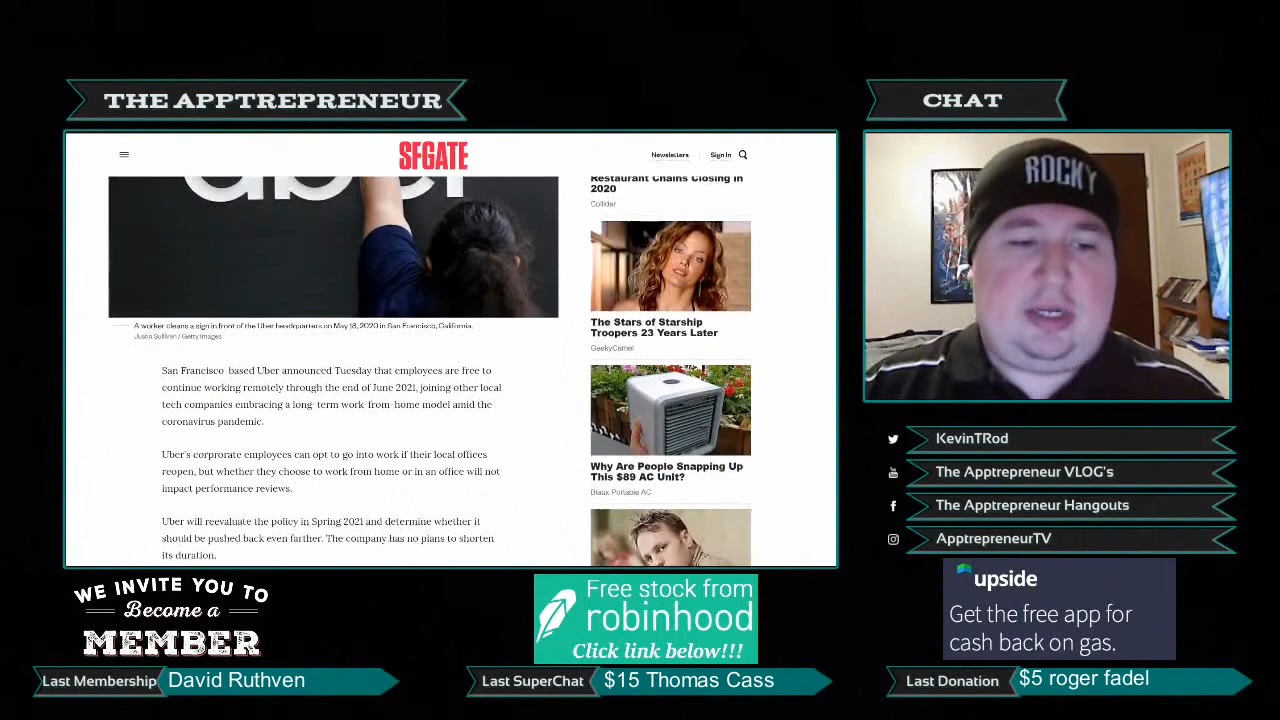 THE APPTREPRENEUR
CHAT
SFGATE
Newsletters
Sign In
uber
A worker cleans a sign in front of the Uber headquarters on May 18, 2020 in San Francisco, California.
Justin Sullivan / Getty Images
San Francisco-based Uber announced Tuesday that employees are free to
continue working remotely through the end of June 2021, joining other local
tech companies embracing a long-term work-from-home model amid the
coronavirus pandemic.
Uber's corporate employees can opt to go into work if their local offices
reopen, but whether they choose to work from home or in an office will not
impact performance reviews.
Uber will reevaluate the policy in Spring 2021 and determine whether it
should be pushed back even farther. The company has no plans to shorten
its duration.
Restaurant Chains Closing in
2020
Collider
The Stars of Starship
Troopers 23 Years Later
GeekyCamel
Why Are People Snapping Up
This $89 AC Unit?
Blaux Portable AC
ROCKY
KevinTRod
The Apptrepreneur VLOG's
The Apptrepreneur Hangouts
ApptrepreneurTV
WE INVITE YOU TO
Become a
MEMBER
Free stock from
robinhood
Click link below!!!
upside
Get the free app for
cash back on gas.
Last Membership David Ruthven
Last SuperChat $15 Thomas Cass
Last Donation $5 roger fadel